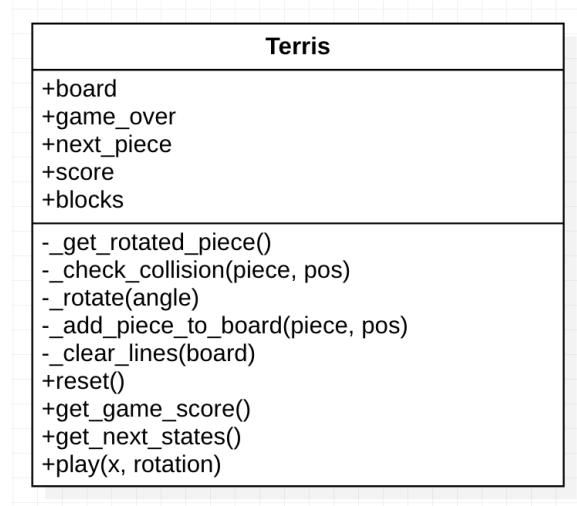 Terris
+board
+game_over
+next_piece
+score
+blocks
-_get_rotated_piece()
-_check_collision(piece, pos)
-_rotate(angle)
-_add_piece_to_board(piece, pos)
-_clear_lines(board)
+reset()
+get_game_score()
+get_next_states()
+play(x, rotation)